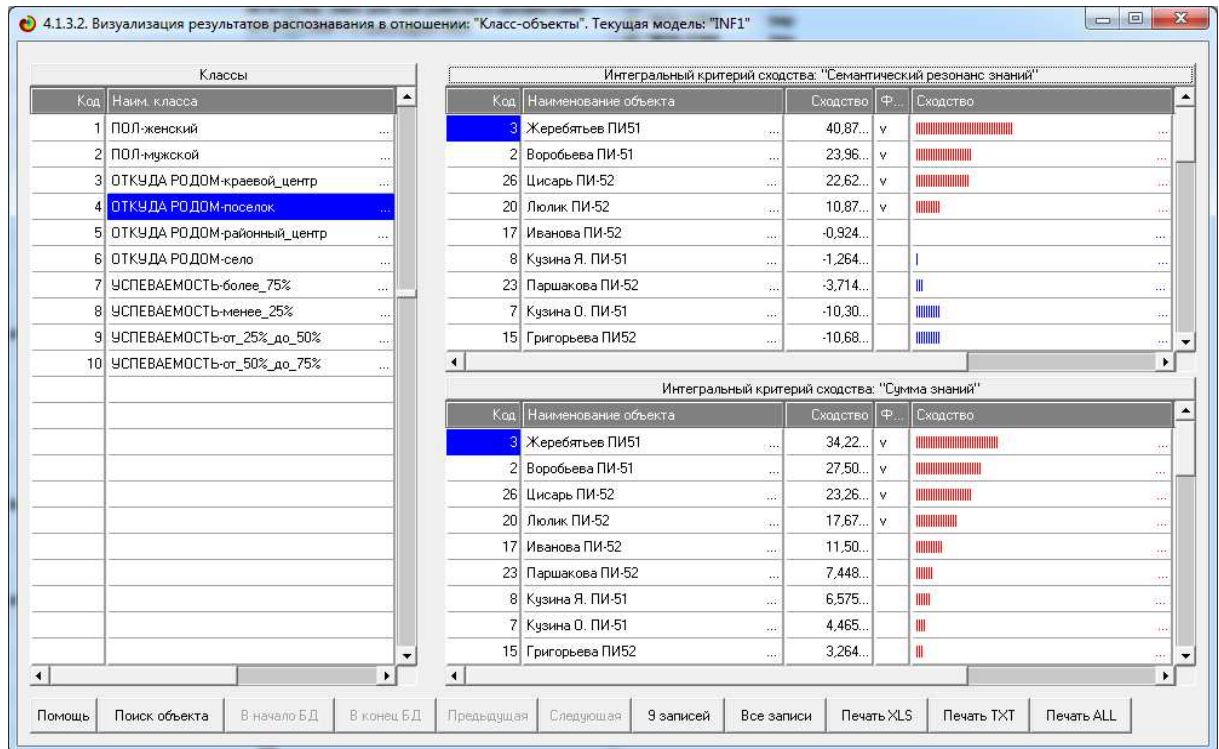 4.1.3.2. Визуализация результатов распознавания в отношении: "Класс-объекты". Текущая модель: "INF1"
Классы
Код Наим. класса
1 ПОЛ-женский ...
2 ПОЛ-мужской ...
3 ОТКУДА РОДОМ-краевой_центр ...
4 ОТКУДА РОДОМ-поселок ...
5 ОТКУДА РОДОМ-районный_центр ...
6 ОТКУДА РОДОМ-село ...
7 УСПЕВАЕМОСТЬ-более_75% ...
8 УСПЕВАЕМОСТЬ-менее_25% ...
9 УСПЕВАЕМОСТЬ-от_25%_до_50% ...
10 УСПЕВАЕМОСТЬ-от_50%_до_75% ...
Интегральный критерий сходства: "Семантический резонанс знаний"
Код Наименование объекта Сходство Ф... Сходство
3 Жеребятьев ПИ51 ... 40,87... v ...
2 Воробьева ПИ-51 ... 23,96... v ...
26 Цисарь ПИ-52 ... 22,62... v ...
20 Люлик ПИ-52 ... 10,87... v ...
17 Иванова ПИ-52 ... -0,924... ...
8 Кузина Я. ПИ-51 ... -1,264... ...
23 Паршакова ПИ-52 ... -3,714... ...
7 Кузина О. ПИ-51 ... -10,30... ...
15 Григорьева ПИ52 ... -10,68... ...
Интегральный критерий сходства: "Сумма знаний"
Код Наименование объекта Сходство Ф... Сходство
3 Жеребятьев ПИ51 ... 34,22... v ...
2 Воробьева ПИ-51 ... 27,50... v ...
26 Цисарь ПИ-52 ... 23,26... v ...
20 Люлик ПИ-52 ... 17,67... v ...
17 Иванова ПИ-52 ... 11,50... ...
23 Паршакова ПИ-52 ... 7,448... ...
8 Кузина Я. ПИ-51 ... 6,575... ...
7 Кузина О. ПИ-51 ... 4,465... ...
15 Григорьева ПИ52 ... 3,264... ...
Помощь Поиск объекта В начало БД В конец БД Предыдущая Следующая 9 записей Все записи Печать XLS Печать TXT Печать ALL